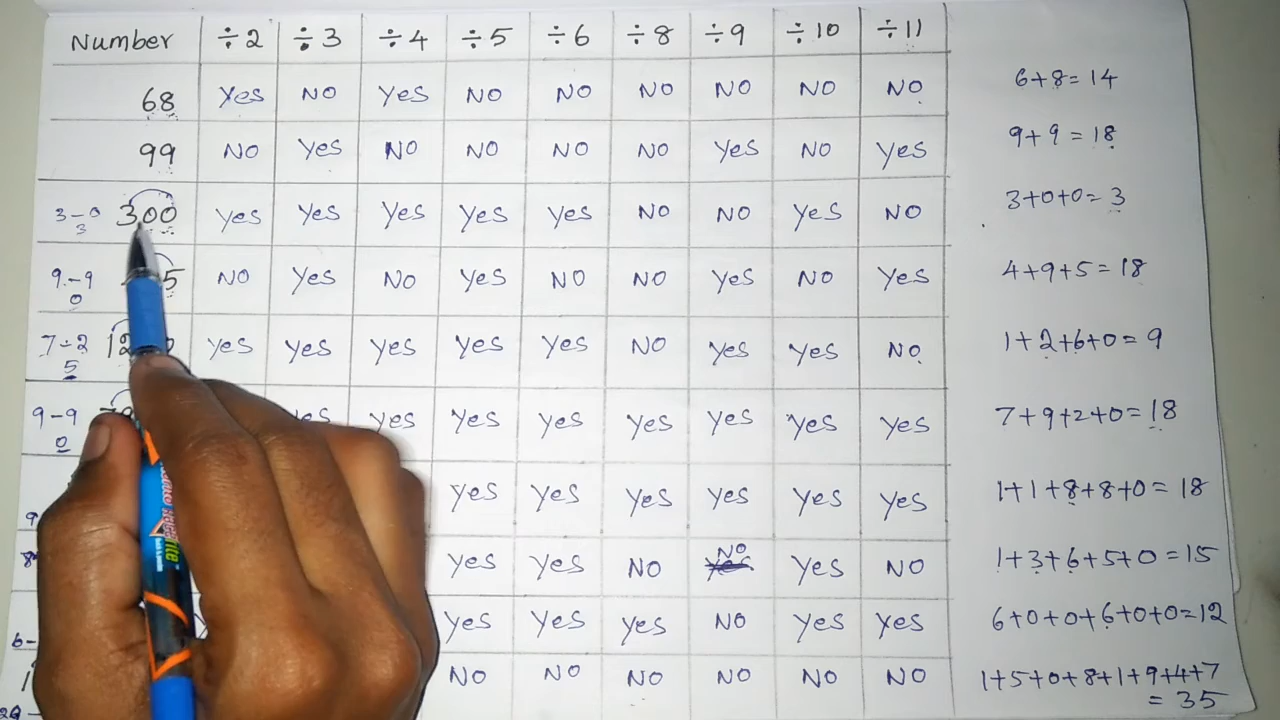 Number ÷2 ÷3 ÷4 ÷5 ÷6 ÷8 ÷9 ÷10 ÷11
68 Yes NO Yes NO NO NO NO NO NO 6+8=14
99 NO Yes NO NO NO NO Yes NO Yes 9+9=18
3-0 300 Yes Yes Yes Yes Yes NO NO Yes NO 3+0+0=3
3
9-9 5 NO Yes NO Yes NO NO Yes NO Yes 4+9+5=18
0
7-2 12 0 Yes Yes Yes Yes Yes NO Yes Yes NO 1+2+6+0=9
5
9-9 79 Yes Yes Yes Yes Yes Yes Yes Yes 7+9+2+0=18
0
9 Yes Yes Yes Yes Yes Yes 1+1+8+8+0=18
NO
8 Yes Yes NO Yes Yes NO 1+3+6+5+0=15
6- Yes Yes Yes NO Yes Yes 6+0+0+6+0+0=12
1 NO NO NO NO NO NO 1+5+0+8+1+9+4+7
=35